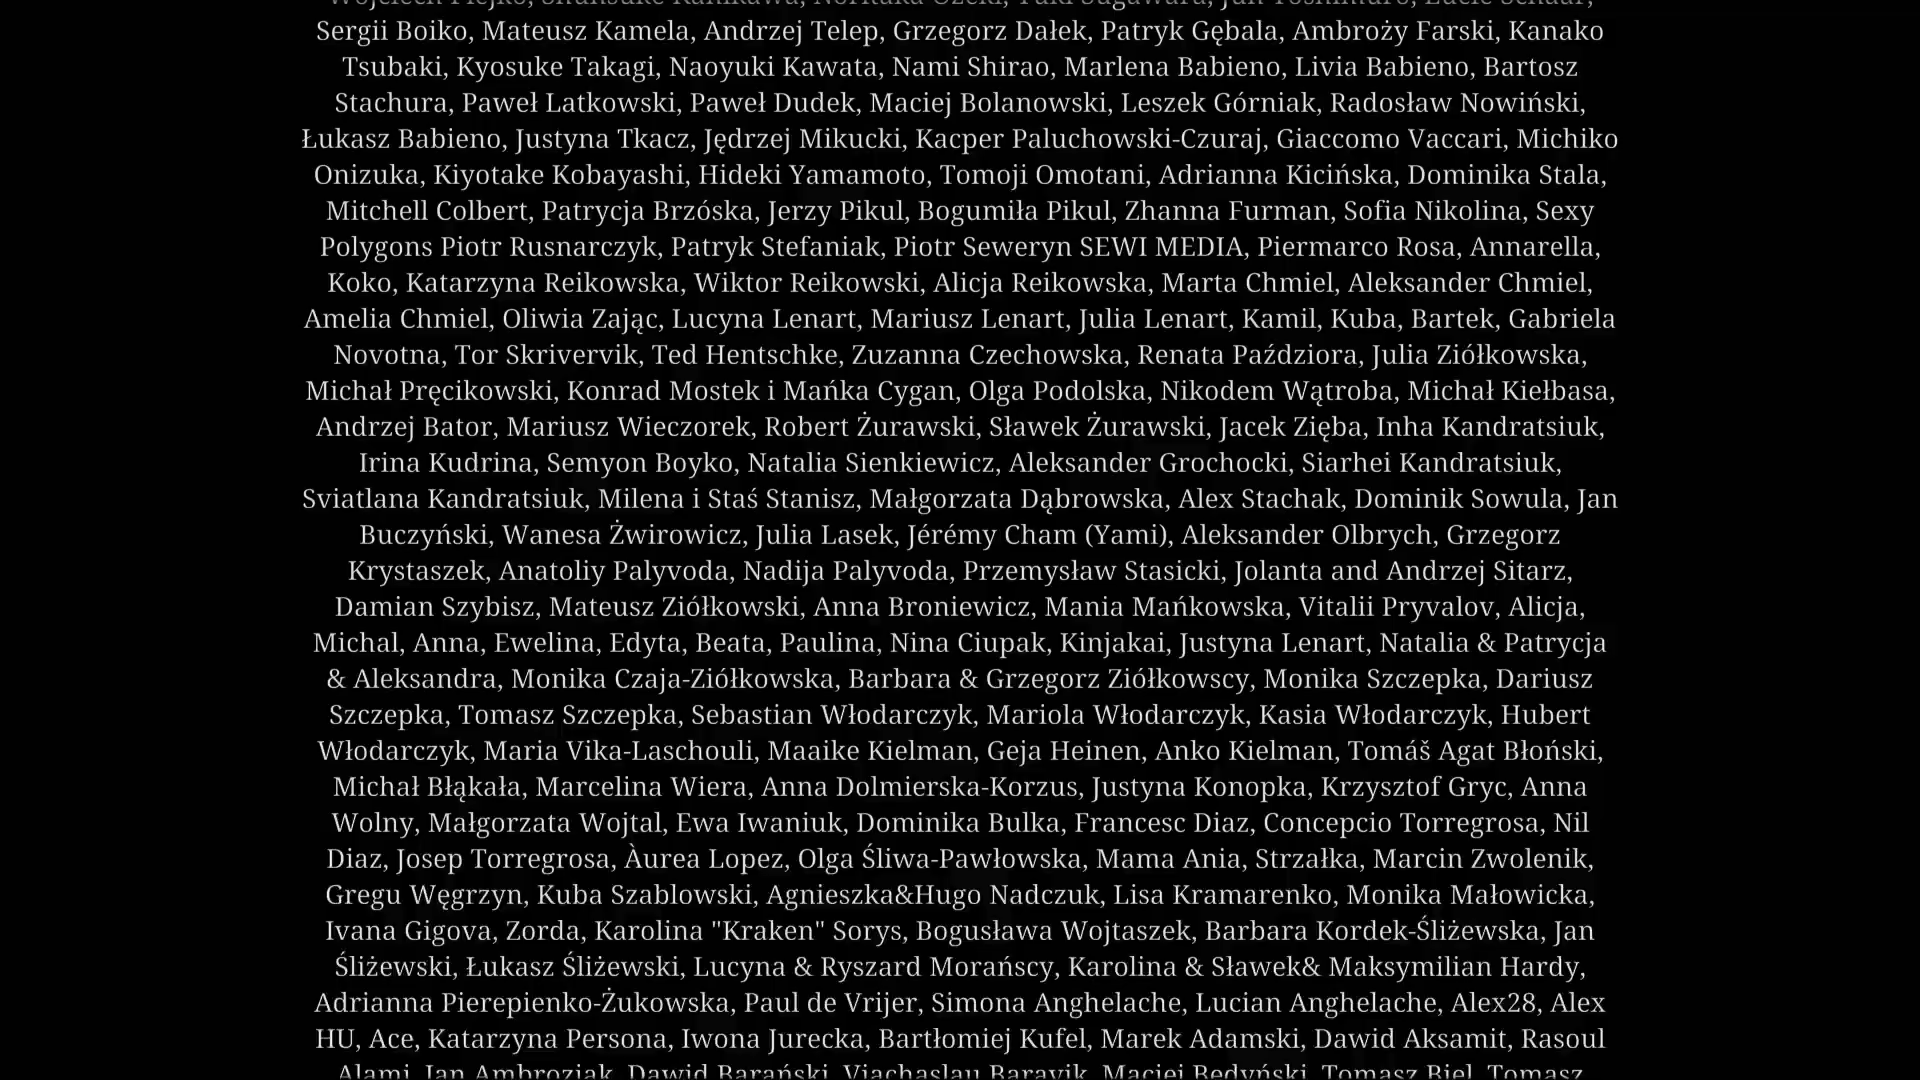 Sergii Boiko, Mateusz Kamela, Andrzej Telep, Grzegorz Dałek, Patryk Gębala, Ambroży Farski, Kanako
Tsubaki, Kyosuke Takagi, Naoyuki Kawata, Nami Shirao, Marlena Babieno, Livia Babieno, Bartosz
Stachura, Paweł Latkowski, Paweł Dudek, Maciej Bolanowski, Leszek Górniak, Radosław Nowiński,
Łukasz Babieno, Justyna Tkacz, Jędrzej Mikucki, Kacper Paluchowski-Czuraj, Giaccomo Vaccari, Michiko
Onizuka, Kiyotake Kobayashi, Hideki Yamamoto, Tomoji Omotani, Adrianna Kicińska, Dominika Stala,
Mitchell Colbert, Patrycja Brzóska, Jerzy Pikul, Bogumiła Pikul, Zhanna Furman, Sofia Nikolina, Sexy
Polygons Piotr Rusnarczyk, Patryk Stefaniak, Piotr Seweryn SEWI MEDIA, Piermarco Rosa, Annarella,
Koko, Katarzyna Reikowska, Wiktor Reikowski, Alicja Reikowska, Marta Chmiel, Aleksander Chmiel,
Amelia Chmiel, Oliwia Zając, Lucyna Lenart, Mariusz Lenart, Julia Lenart, Kamil, Kuba, Bartek, Gabriela
Novotna, Tor Skrivervik, Ted Hentschke, Zuzanna Czechowska, Renata Paździora, Julia Ziółkowska,
Michał Pręcikowski, Konrad Mostek i Mańka Cygan, Olga Podolska, Nikodem Wątroba, Michał Kiełbasa,
Andrzej Bator, Mariusz Wieczorek, Robert Żurawski, Sławek Żurawski, Jacek Zięba, Inha Kandratsiuk,
Irina Kudrina, Semyon Boyko, Natalia Sienkiewicz, Aleksander Grochocki, Siarhei Kandratsiuk,
Sviatlana Kandratsiuk, Milena i Staś Stanisz, Małgorzata Dąbrowska, Alex Stachak, Dominik Sowula, Jan
Buczyński, Wanesa Żwirowicz, Julia Lasek, Jérémy Cham (Yami), Aleksander Olbrych, Grzegorz
Krystaszek, Anatoliy Palyvoda, Nadija Palyvoda, Przemysław Stasicki, Jolanta and Andrzej Sitarz,
Damian Szybisz, Mateusz Ziółkowski, Anna Broniewicz, Mania Mańkowska, Vitalii Pryvalov, Alicja,
Michal, Anna, Ewelina, Edyta, Beata, Paulina, Nina Ciupak, Kinjakai, Justyna Lenart, Natalia & Patrycja
& Aleksandra, Monika Czaja-Ziółkowska, Barbara & Grzegorz Ziółkowscy, Monika Szczepka, Dariusz
Szczepka, Tomasz Szczepka, Sebastian Włodarczyk, Mariola Włodarczyk, Kasia Włodarczyk, Hubert
Włodarczyk, Maria Vika-Laschouli, Maaike Kielman, Geja Heinen, Anko Kielman, Tomáš Agat Błoński,
Michał Błąkała, Marcelina Wiera, Anna Dolmierska-Korzus, Justyna Konopka, Krzysztof Gryc, Anna
Wolny, Małgorzata Wojtal, Ewa Iwaniuk, Dominika Bulka, Francesc Diaz, Concepcio Torregrosa, Nil
Diaz, Josep Torregrosa, Àurea Lopez, Olga Śliwa-Pawłowska, Mama Ania, Strzałka, Marcin Zwolenik,
Gregu Węgrzyn, Kuba Szablowski, Agnieszka&Hugo Nadczuk, Lisa Kramarenko, Monika Małowicka,
Ivana Gigova, Zorda, Karolina "Kraken" Sorys, Bogusława Wojtaszek, Barbara Kordek-Śliżewska, Jan
Śliżewski, Łukasz Śliżewski, Lucyna & Ryszard Morańscy, Karolina & Sławek& Maksymilian Hardy,
Adrianna Pierepienko-Żukowska, Paul de Vrijer, Simona Anghelache, Lucian Anghelache, Alex28, Alex
HU, Ace, Katarzyna Persona, Iwona Jurecka, Bartłomiej Kufel, Marek Adamski, Dawid Aksamit, Rasoul
Alami, Jan Ambroziak, Dawid Barański, Viachaslau Baravik, Maciej Bedyński, Tomasz Biel, Tomasz